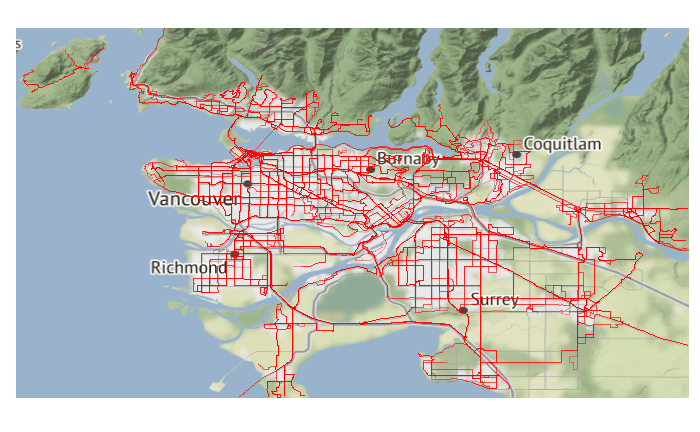 s
Coquitlam
Burnaby
Vancouver
Richmond
Surrey